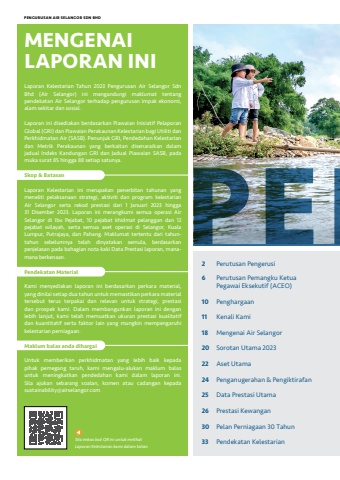 PENGURUSAN AIR SELANGOR SDN BHD
MENGENAI
LAPORAN INI
Laporan Kelestarian Tahun 2023 Pengurusan Air Selangor Sdn
Bhd (Air Selangor) ini mengandungi maklumat tentang
pendekatan Air Selangor terhadap pengurusan impak ekonomi,
alam sekitar dan sosial.
Laporan ini disediakan berdasarkan Piawaian Inisiatif Pelaporan
Global (GRI) dan Piawaian Perakaunan Kelestarian bagi Utiliti dan
Perkhidmatan Air (SASB). Penunjuk GRI, Pendedahan Kelestarian
dan Metrik Perakaunan yang berkaitan disenaraikan dalam
Jadual Indeks Kandungan GRI dan Jadual Piawaian SASB, pada
muka surat 85 hingga 88 setiap satunya.
Skop & Batasan
Laporan Kelestarian ini merupakan penerbitan tahunan yang
meneliti pelaksanaan strategi, aktiviti dan program kelestarian
Air Selangor serta rekod prestasi dari 1 Januari 2023 hingga
31 Disember 2023. Laporan ini merangkumi semua operasi Air
Selangor di Ibu Pejabat, 10 pejabat khidmat pelanggan dan 12
pejabat wilayah, serta semua aset operasi di Selangor, Kuala
Lumpur, Putrajaya, dan Pahang. Maklumat tertentu dari tahun-
tahun sebelumnya telah dinyatakan semula, berdasarkan
penjelasan pada bahagian nota kaki Data Prestasi laporan, mana-
mana berkenaan.
Pendekatan Material
Kami menyediakan laporan ini berdasarkan perkara material,
yang dinilai setiap dua tahun untuk memastikan perkara material
tersebut terus terpakai dan relevan untuk strategi, prestasi
dan prospek kami. Dalam membangunkan laporan ini dengan
lebih lanjut, kami telah memuatkan ukuran prestasi kualitatif
dan kuantitatif serta faktor lain yang mungkin mempengaruhi
kelestarian perniagaan.
Maklum balas anda dihargai
Untuk memberikan perkhidmatan yang lebih baik kepada
pihak pemegang taruh, kami mengalu-alukan maklum balas
untuk meningkatkan pendedahan kami dalam laporan ini.
Sila ajukan sebarang soalan, komen atau cadangan kepada
sustainability@airselangor.com
Sila imbas kod QR ini untuk melihat
Laporan Kelestarian kami dalam talian
2 Perutusan Pengerusi
6 Perutusan Pemangku Ketua
Pegawai Eksekutif (ACEO)
10 Penghargaan
11 Kenali Kami
18 Mengenai Air Selangor
20 Sorotan Utama 2023
22 Aset Utama
24 Penganugerahan & Pengiktirafan
25 Data Prestasi Utama
26 Prestasi Kewangan
30 Pelan Perniagaan 30 Tahun
33 Pendekatan Kelestarian